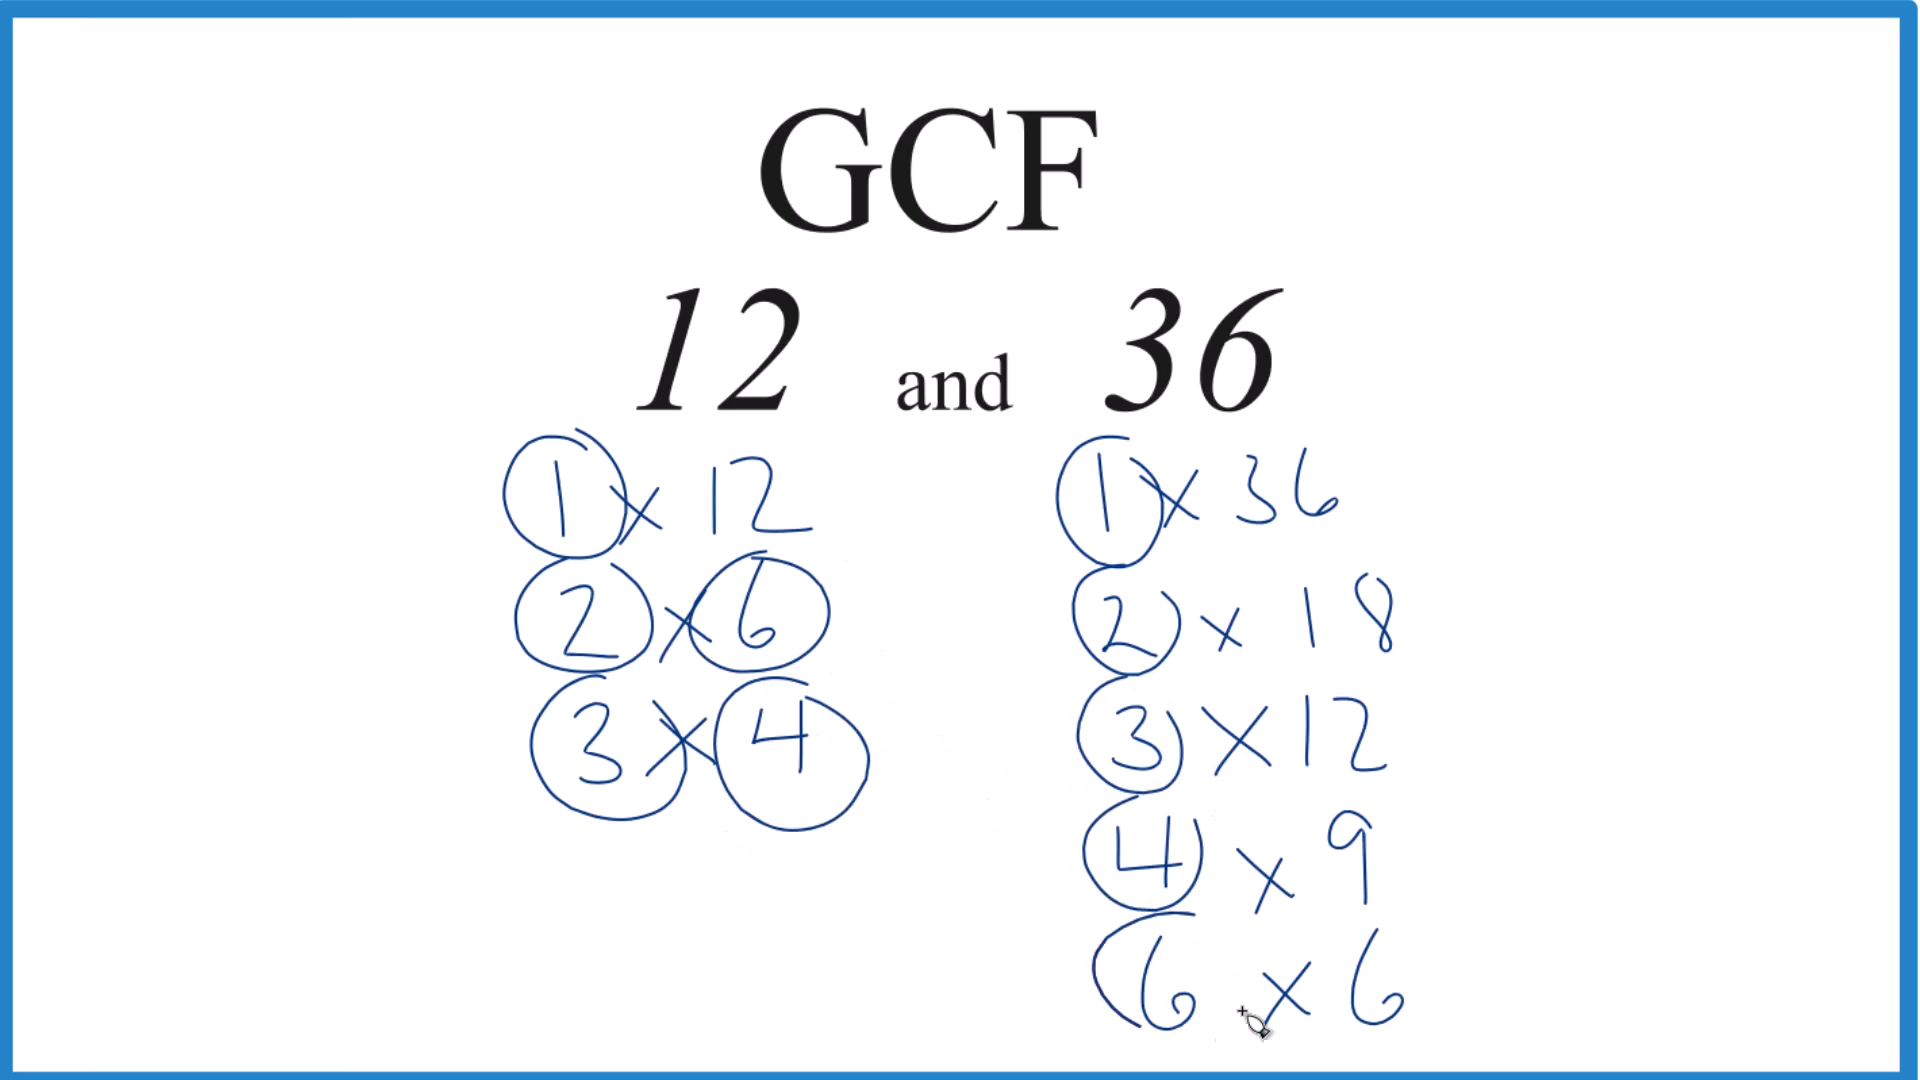 GCF
12 and 36
1 x 12 1 x 36
2 x 6 2 x 18
3 x 4 3 x 12
4 x 9
6 x 6